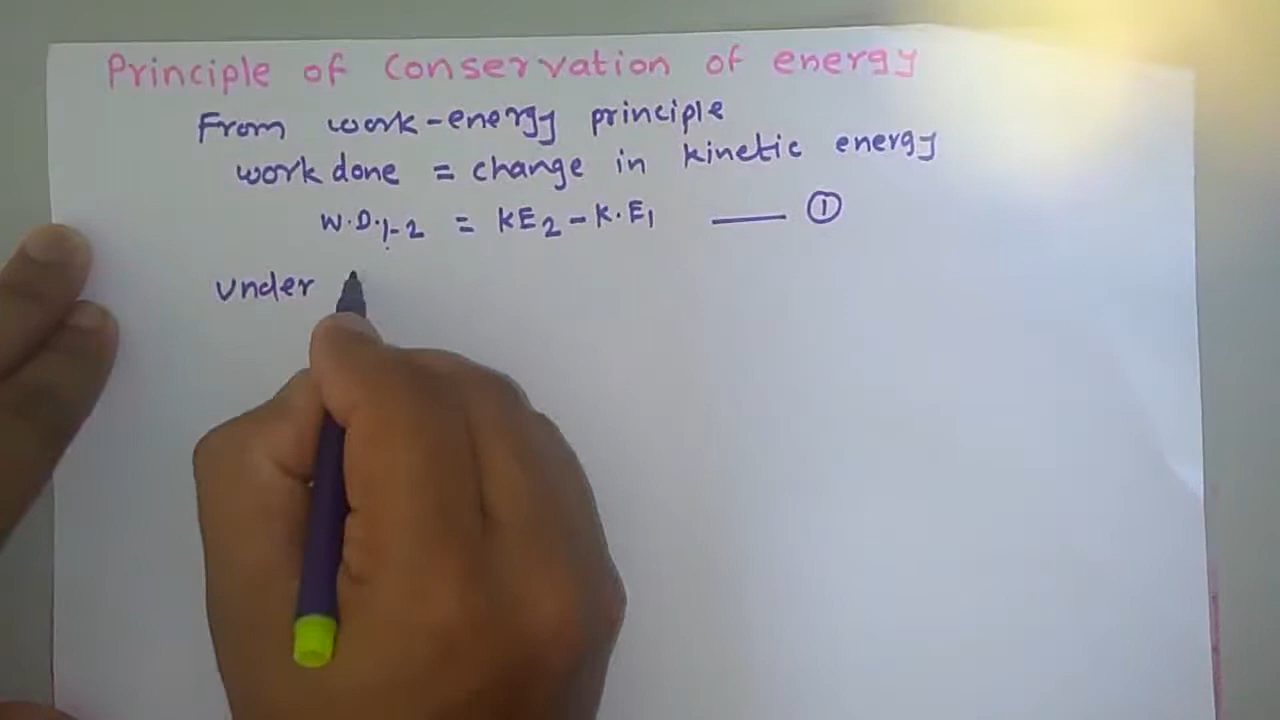 Principle of Conservation of energy
From work-energy principle
work done = change in kinetic energy
W.D.1-2 = KE2 - K.E1 —— ①
under